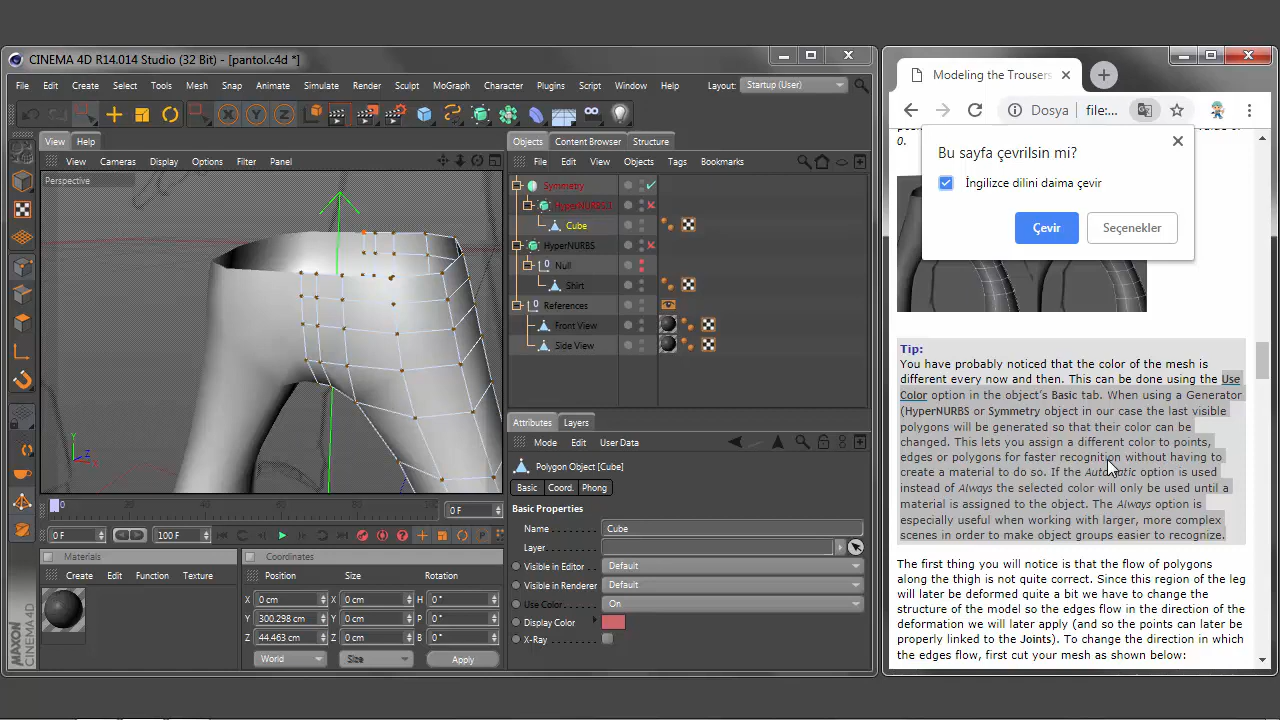 CINEMA 4D R14.014 Studio (32 Bit) - [pantol.c4d *]
File Edit Create Select Tools Mesh Snap Animate Simulate Render Sculpt MoGraph Character Plugins Script Help Layout: Startup (User)
View Help
View Cameras Display Options Filter Panel
Perspective
Y
Z
0
100
0 F
0 F 100 F
Materials
Create Edit Function Texture
Coordinates
Position Size Rotation
X 0 cm X 0 cm H 0 °
Y 300.298 cm Y 0 cm P 0 °
Z 44.463 cm Z 0 cm B 0 °
World Size Apply
MAXON
CINEMA 4D
Objects Content Browser Structure
File Edit View Objects Tags Bookmarks
Symmetry
Cube
HyperNURBS
Null
Shirt
References
Front View
Side View
Attributes Layers
Mode Edit User Data
Polygon Object [Cube]
Basic Coord. Phong
Basic Properties
Name Cube
Layer
Visible in Editor Default
Visible in Renderer Default
Use Color On
Display Color
X-Ray
Modeling the Trousers
Dosya file:...
0.
Bu sayfa çevrilsin mi?
İngilizce dilini daima çevir
Çevir Seçenekler
Tip:
You have probably noticed that the color of the mesh is
different every now and then. This can be done using the Use
Color option in the object's Basic tab. When using a Generator
(HyperNURBS or Symmetry object in our case the last visible
polygons will be generated so that their color can be
changed. This lets you assign a different color to points,
edges or polygons for faster recognition without having to
create a material to do so. If the Automatic option is used
instead of Always the selected color will only be used until a
material is assigned to the object. The Always option is
especially useful when working with larger, more complex
scenes in order to make object groups easier to recognize.
The first thing you will notice is that the flow of polygons
along the thigh is not quite correct. Since this region of the leg
will later be deformed quite a bit we have to change the
structure of the model so the edges flow in the direction of the
deformation we will later apply (and so the points can later be
properly linked to the Joints). To change the direction in which
the edges flow, first cut your mesh as shown below: